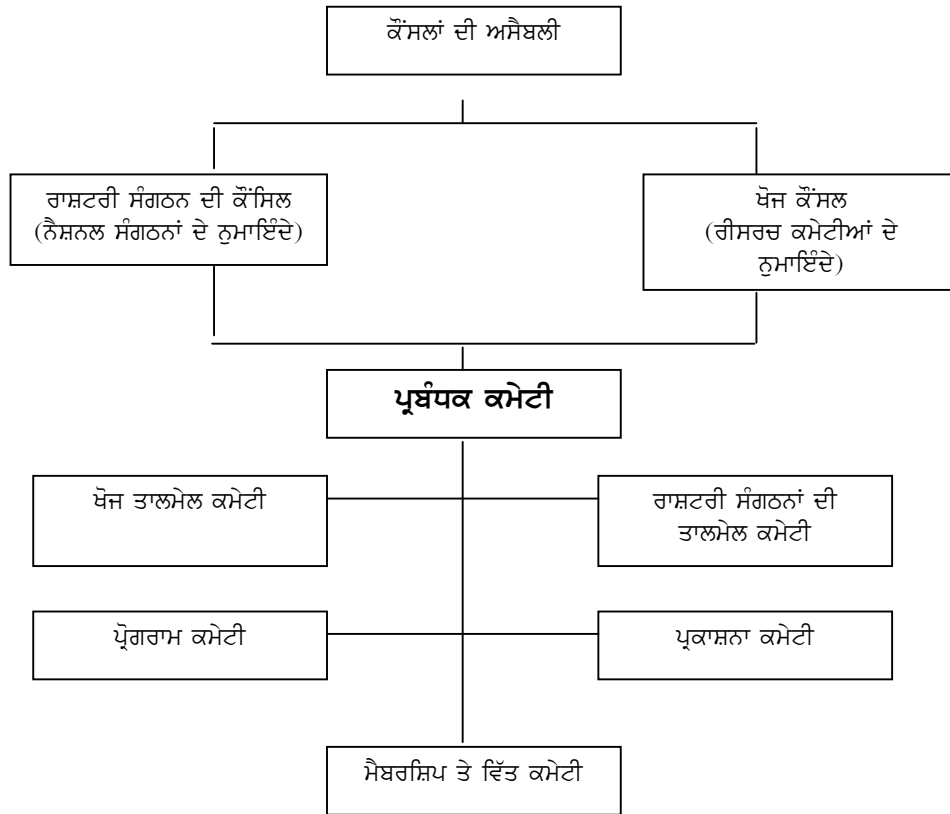 ਕੌਂਸਲਾਂ ਦੀ ਅਸੈਬਲੀ
ਰਾਸ਼ਟਰੀ ਸੰਗਠਨ ਦੀ ਕੌਂਸਿਲ
(ਨੈਸ਼ਨਲ ਸੰਗਠਨਾਂ ਦੇ ਨੁਮਾਇੰਦੇ)
ਖੋਜ ਕੌਂਸਲ
(ਰੀਸਰਚ ਕਮੇਟੀਆਂ ਦੇ
ਨੁਮਾਇੰਦੇ)
ਪ੍ਰਬੰਧਕ ਕਮੇਟੀ
ਖੋਜ ਤਾਲਮੇਲ ਕਮੇਟੀ
ਰਾਸ਼ਟਰੀ ਸੰਗਠਨਾਂ ਦੀ
ਤਾਲਮੇਲ ਕਮੇਟੀ
ਪ੍ਰੋਗਰਾਮ ਕਮੇਟੀ
ਪ੍ਰਕਾਸ਼ਨਾ ਕਮੇਟੀ
ਮੈਬਰਸ਼ਿਪ ਤੇ ਵਿੱਤ ਕਮੇਟੀ